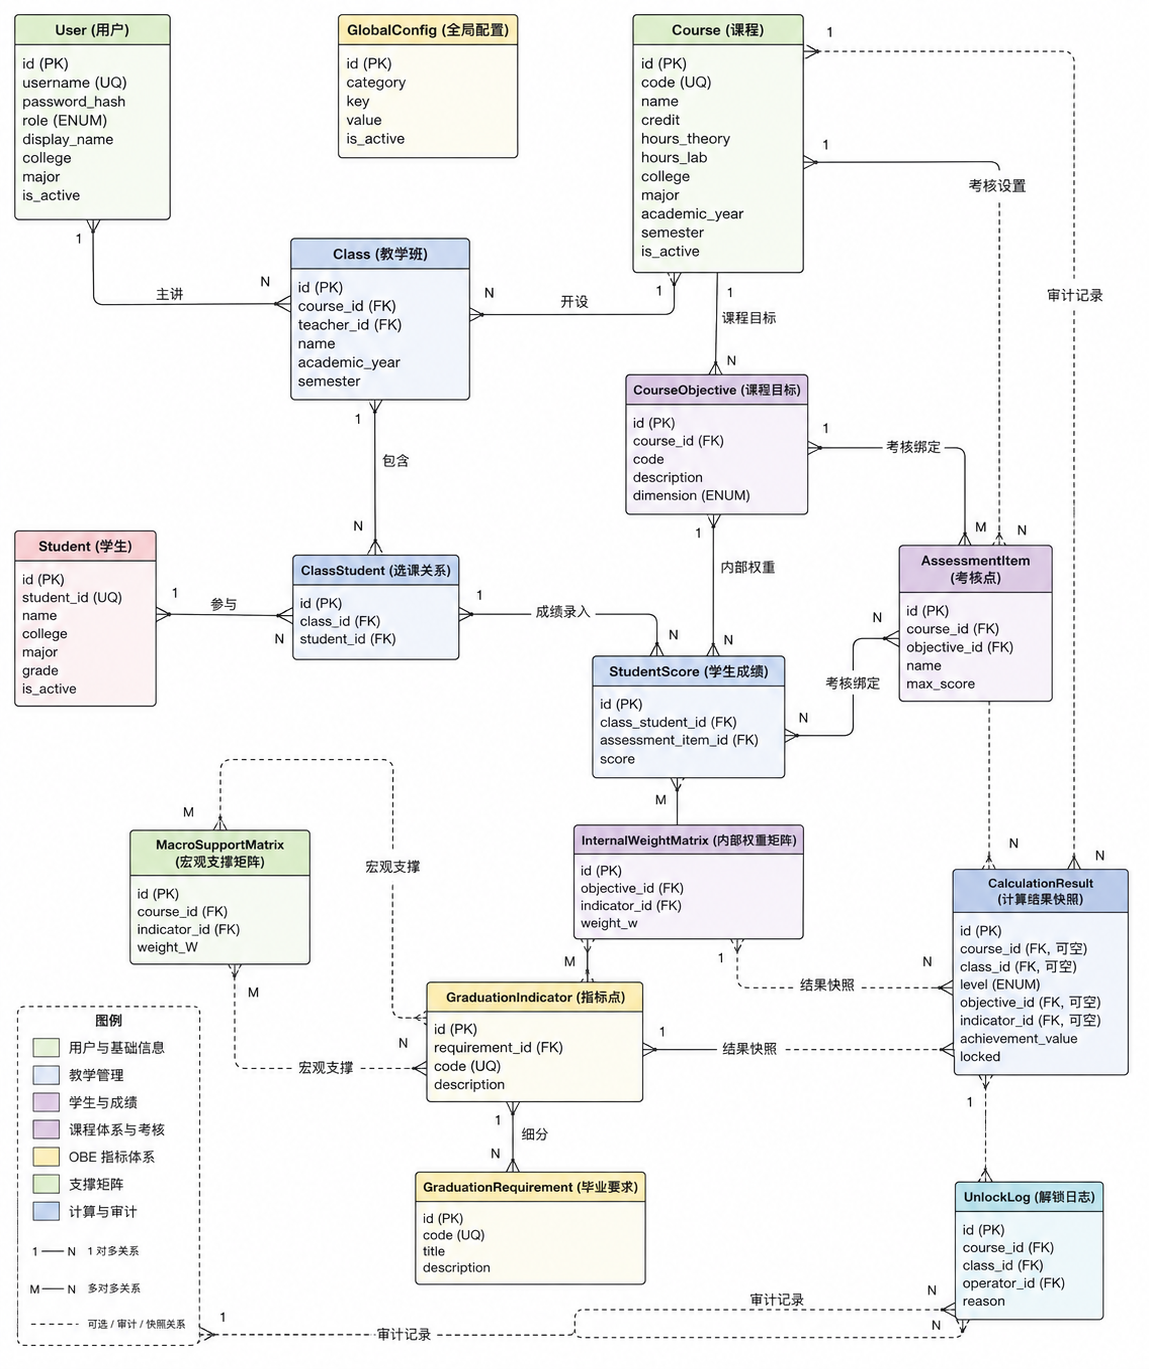 User (用户)
id (PK)
username (UQ)
password_hash
role (ENUM)
display_name
college
major
is_active
GlobalConfig (全局配置)
id (PK)
category
key
value
is_active
Course (课程)
id (PK)
code (UQ)
name
credit
hours_theory
hours_lab
college
major
academic_year
semester
is_active
1
1
考核设置
审计记录
1
主讲
N
Class (教学班)
id (PK)
course_id (FK)
teacher_id (FK)
name
academic_year
semester
N
开设
1
1
课程目标
N
CourseObjective (课程目标)
id (PK)
course_id (FK)
code
description
dimension (ENUM)
1
考核绑定
M
N
1
包含
N
1
内部权重
N
Student (学生)
id (PK)
student_id (UQ)
name
college
major
grade
is_active
1
参与
N
ClassStudent (选课关系)
id (PK)
class_id (FK)
student_id (FK)
1
成绩录入
N
AssessmentItem
(考核点)
id (PK)
course_id (FK)
objective_id (FK)
name
max_score
N
考核绑定
N
StudentScore (学生成绩)
id (PK)
class_student_id (FK)
assessment_item_id (FK)
score
M
M
宏观支撑
MacroSupportMatrix
(宏观支撑矩阵)
id (PK)
course_id (FK)
indicator_id (FK)
weight_W
M
宏观支撑
N
InternalWeightMatrix (内部权重矩阵)
id (PK)
objective_id (FK)
indicator_id (FK)
weight_w
M
1
结果快照
N
N
N
CalculationResult
(计算结果快照)
id (PK)
course_id (FK, 可空)
class_id (FK, 可空)
level (ENUM)
objective_id (FK, 可空)
indicator_id (FK, 可空)
achievement_value
locked
GraduationIndicator (指标点)
id (PK)
requirement_id (FK)
code (UQ)
description
1
结果快照
1
细分
N
GraduationRequirement (毕业要求)
id (PK)
code (UQ)
title
description
1
UnlockLog (解锁日志)
id (PK)
course_id (FK)
class_id (FK)
operator_id (FK)
reason
N
N
审计记录
图例
用户与基础信息
教学管理
学生与成绩
课程体系与考核
OBE 指标体系
支撑矩阵
计算与审计
1 N 1 对多关系
M N 多对多关系
可选 / 审计 / 快照关系
1
审计记录